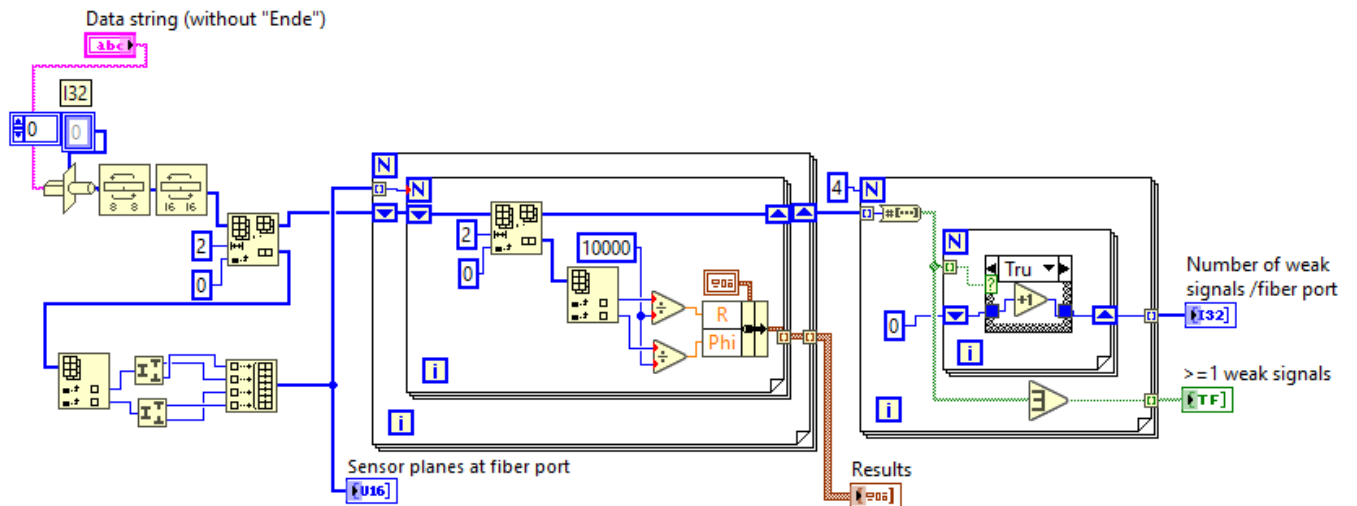 Data string (without "Ende")
abc
I32
0
0
8 8
16 16
2
0
N
N
2
0
10000
R
Phi
i
i
4
N
#[...]
N
Tru
?
+1
0
i
i
Number of weak
signals /fiber port
I32]
>=1 weak signals
TF]
Sensor planes at fiber port
U16]
Results